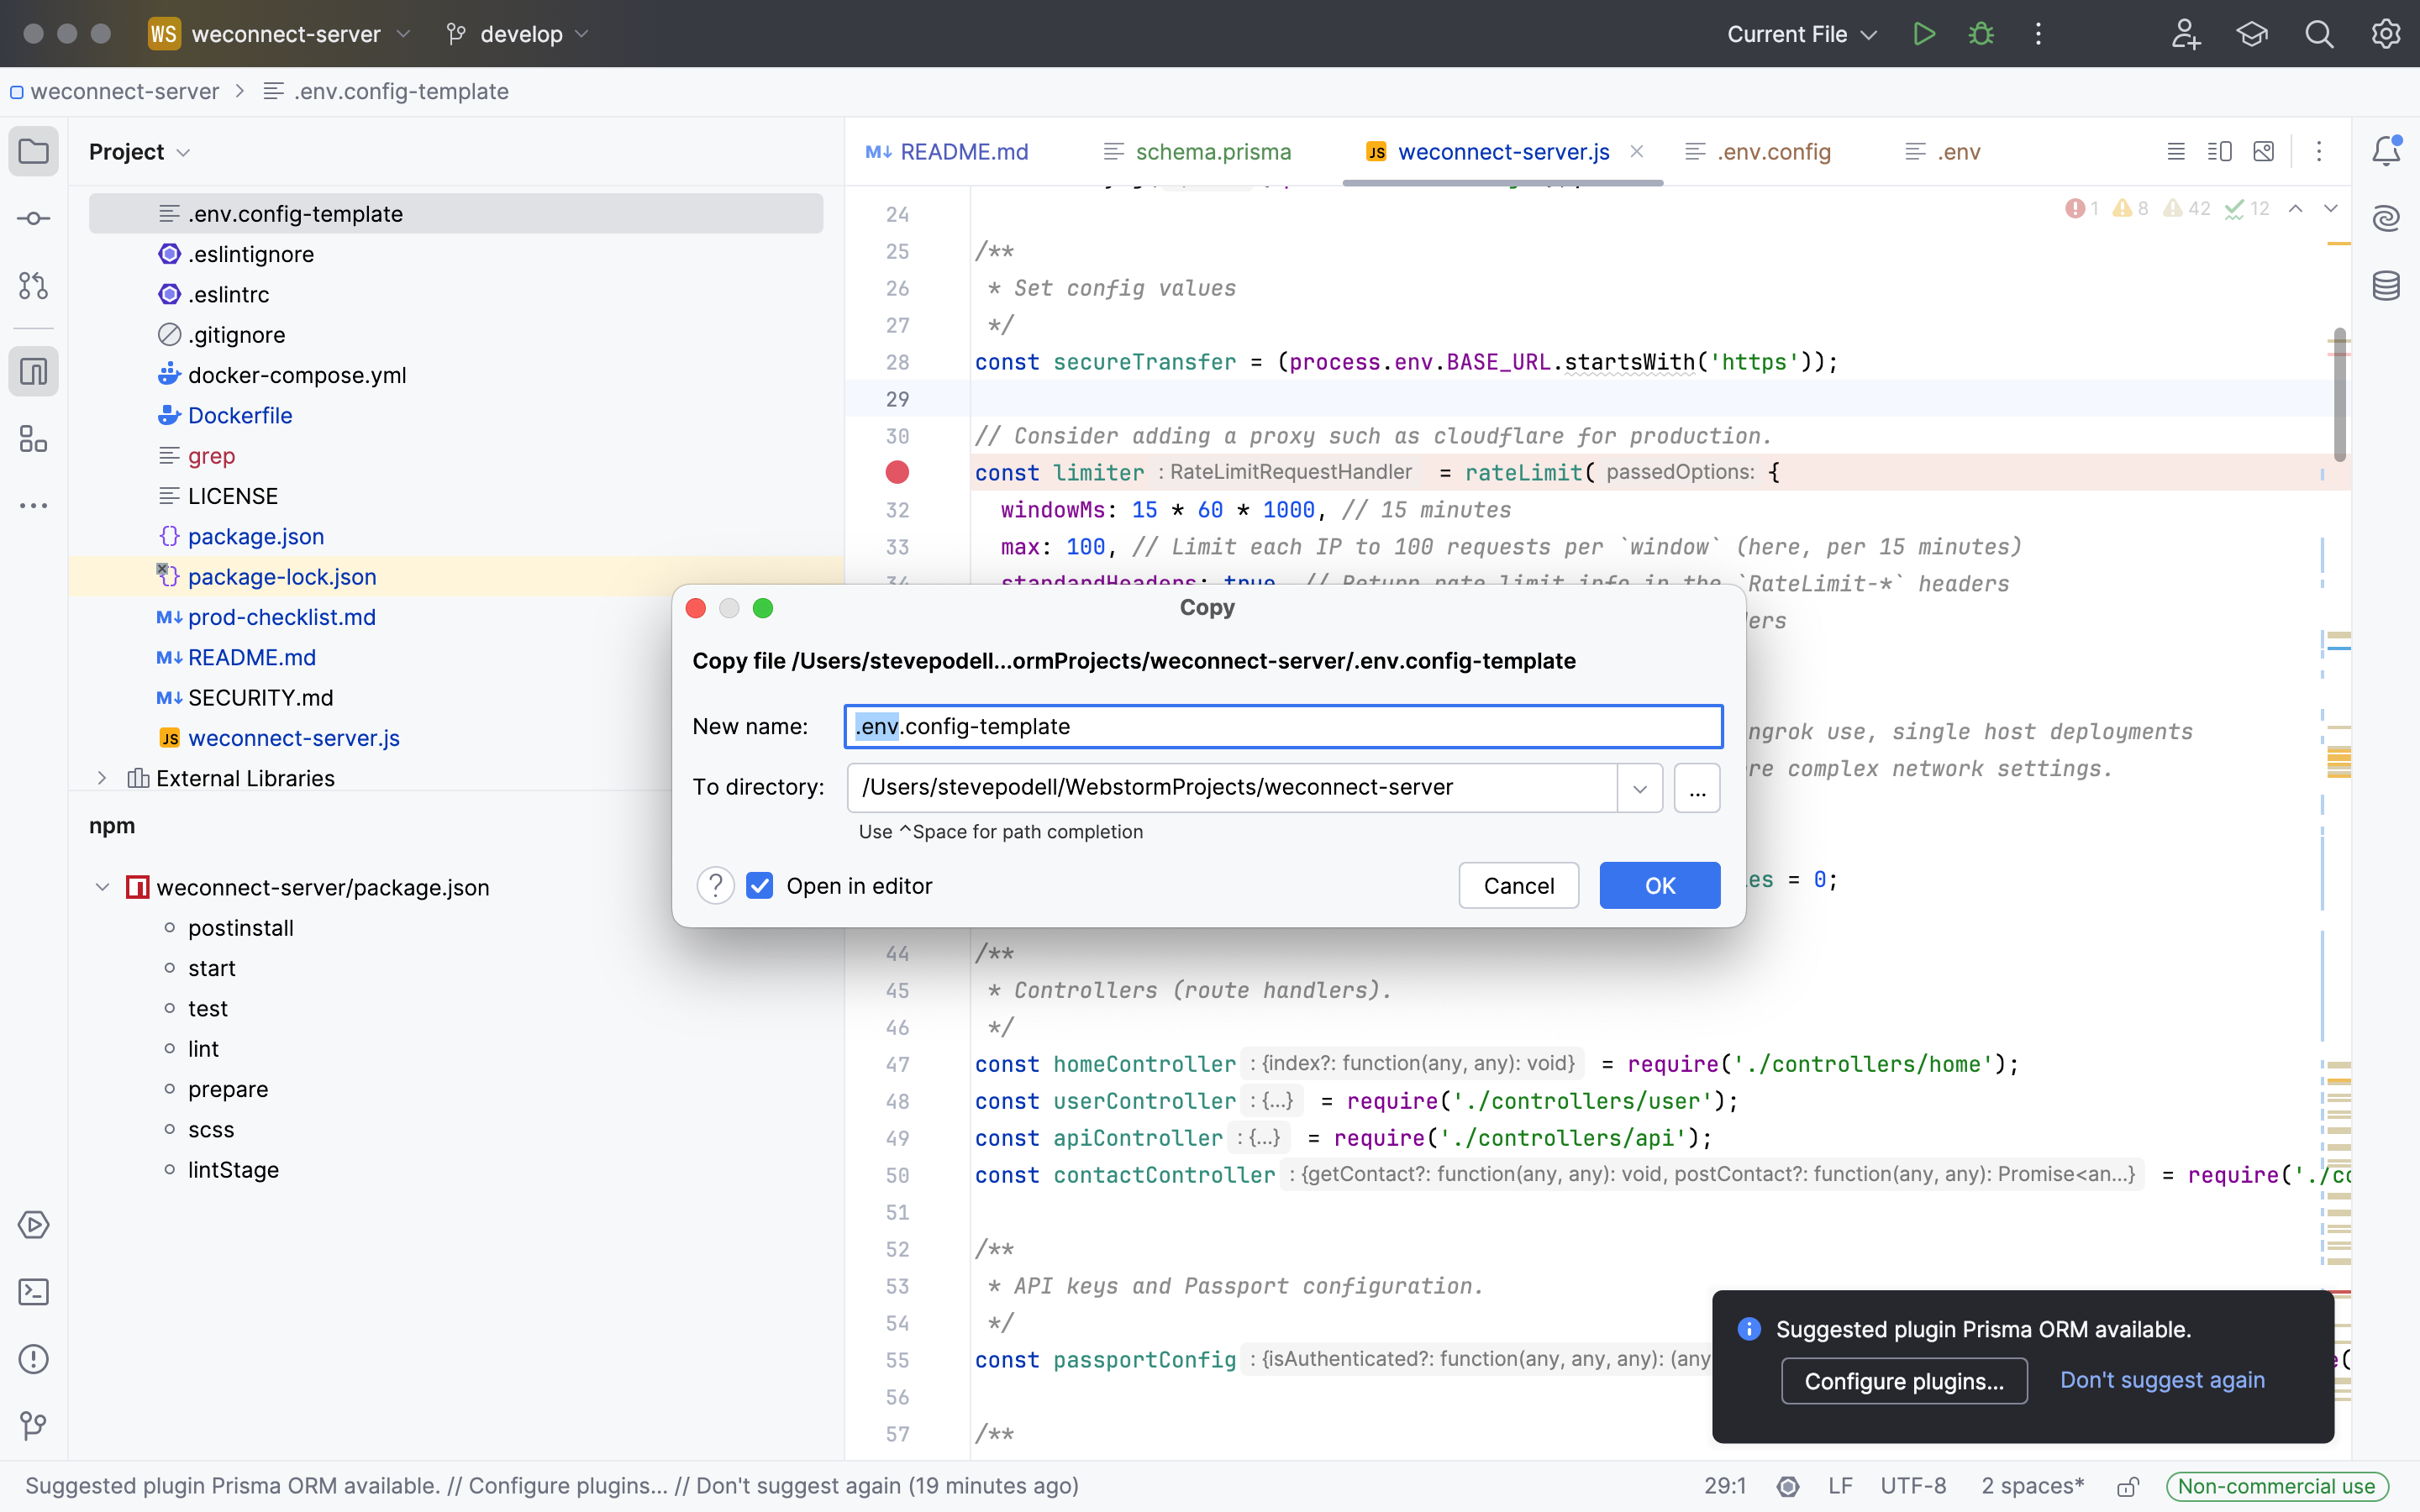 WS weconnect-server develop Current File
weconnect-server > .env.config-template
Project
.env.config-template
.eslintignore
.eslintrc
.gitignore
docker-compose.yml
Dockerfile
grep
LICENSE
package.json
package-lock.json
M↓ prod-checklist.md
M↓ README.md
M↓ SECURITY.md
JS weconnect-server.js
External Libraries
npm
weconnect-server/package.json
postinstall
start
test
lint
prepare
scss
lintStage
M↓ README.md schema.prisma JS weconnect-server.js .env.config .env
1 8 42 12
24
25 /**
26 * Set config values
27 */
28 const secureTransfer = (process.env.BASE_URL.startsWith('https'));
29
30 // Consider adding a proxy such as cloudflare for production.
const limiter : RateLimitRequestHandler = rateLimit( passedOptions: {
32 windowMs: 15 * 60 * 1000, // 15 minutes
33 max: 100, // Limit each IP to 100 requests per `window` (here, per 15 minutes)
34 standardHeaders: true, // Return rate limit info in the `RateLimit-*` headers
ders
ngrok use, single host deployments
re complex network settings.
es = 0;
Copy
Copy file /Users/stevepodell...ormProjects/weconnect-server/.env.config-template
New name: .env.config-template
To directory: /Users/stevepodell/WebstormProjects/weconnect-server ...
Use ^Space for path completion
? Open in editor Cancel OK
44 /**
45 * Controllers (route handlers).
46 */
47 const homeController : {index?: function(any, any): void} = require('./controllers/home');
48 const userController : {...} = require('./controllers/user');
49 const apiController : {...} = require('./controllers/api');
50 const contactController : {getContact?: function(any, any): void, postContact?: function(any, any): Promise<an...} = require('./co
51
52 /**
53 * API keys and Passport configuration.
54 */
55 const passportConfig : {isAuthenticated?: function(any, any, any): (any
56
57 /**
Suggested plugin Prisma ORM available.
Configure plugins... Don't suggest again
Suggested plugin Prisma ORM available. // Configure plugins... // Don't suggest again (19 minutes ago) 29:1 LF UTF-8 2 spaces* Non-commercial use